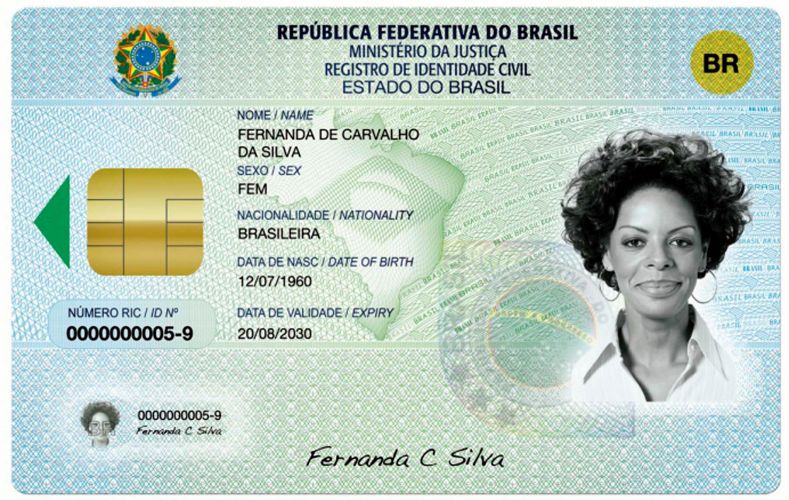 REPÚBLICA FEDERATIVA DO BRASIL
MINISTÉRIO DA JUSTIÇA
REGISTRO DE IDENTIDADE CIVIL
ESTADO DO BRASIL
BR
NOME / NAME
FERNANDA DE CARVALHO
DA SILVA
SEXO / SEX
FEM
NACIONALIDADE / NATIONALITY
BRASILEIRA
DATA DE NASC / DATE OF BIRTH
12/07/1960
NÚMERO RIC / ID Nº
0000000005-9
DATA DE VALIDADE / EXPIRY
20/08/2030
0000000005-9
Fernanda C Silva
Fernanda C Silva